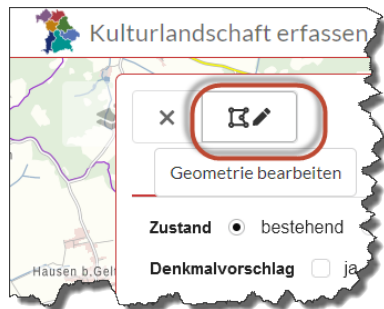 Kulturlandschaft erfassen
Geometrie bearbeiten
Zustand bestehend
Denkmalvorschlag ja
Hausen b.Gelt